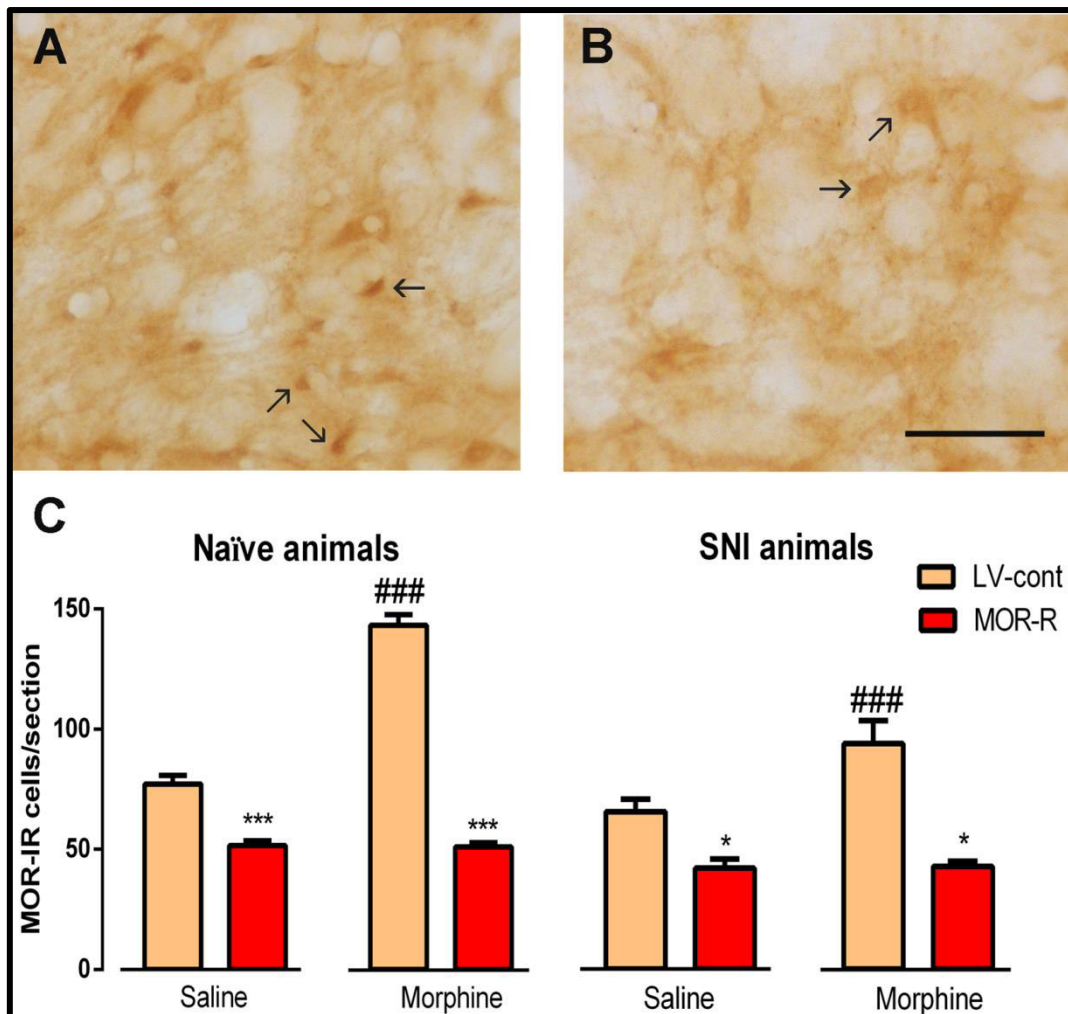 A
B
C
Naïve animals
SNI animals
LV-cont
MOR-R
MOR-IR cells/section
150
100
50
0
###
***
***
###
*
*
Saline
Morphine
Saline
Morphine